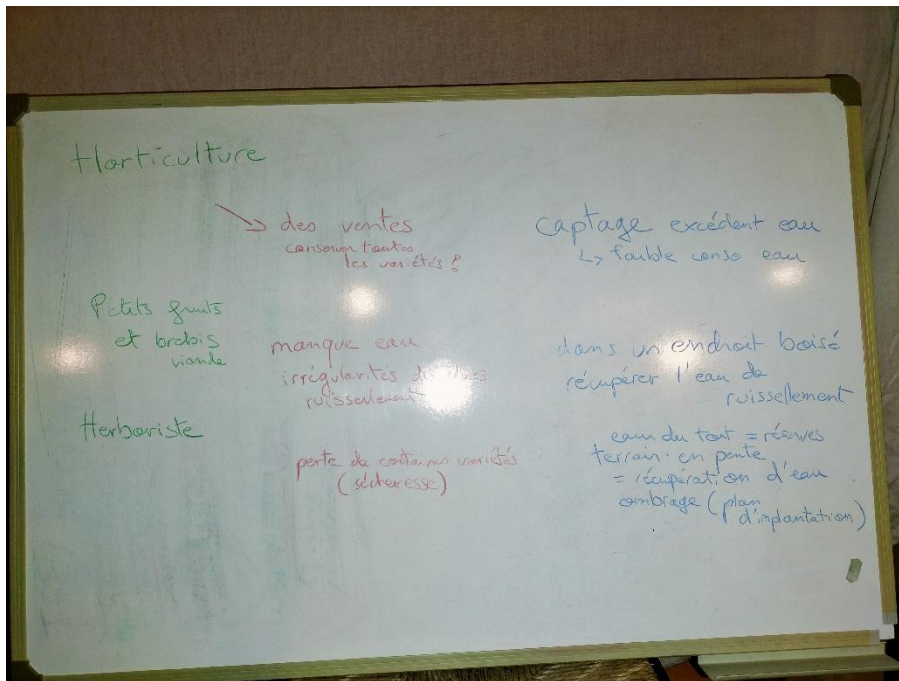 Horticulture
↘ des ventes
conserver toutes
les variétés ?
captage excédent eau
↳ faible conso eau
Petits fruits
et brebis
viande
manque eau
irrégularités
ruissellement
dans un endroit boisé
récupérer l'eau de
ruissellement
Herboriste
perte de certaines variétés
(sécheresse)
eau du toit = réserves
terrain en pente
= récupération d'eau
ombrage (plan
d'implantation)